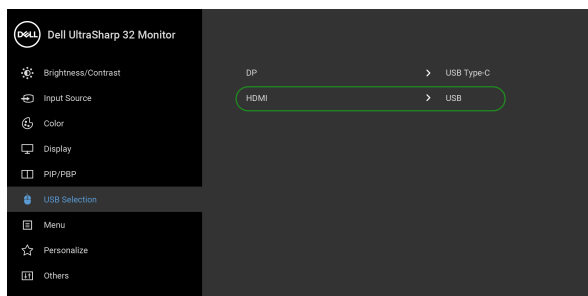 DELL Dell UltraSharp 32 Monitor
Brightness/Contrast
Input Source
Color
Display
PIP/PBP
USB Selection
Menu
Personalize
Others
DP > USB Type-C
HDMI > USB